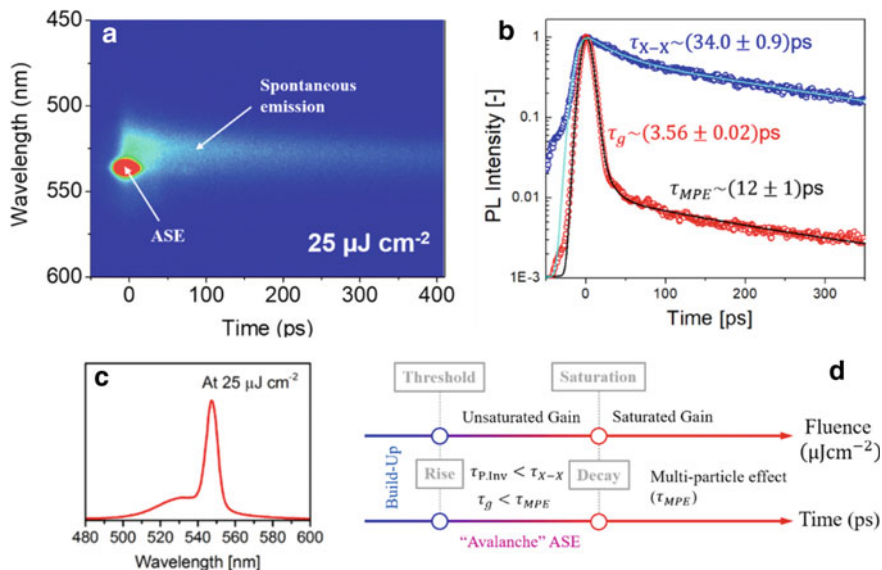 a
Wavelength (nm)
450
500
550
600
Spontaneous
emission
ASE
25 µJ cm⁻²
0
100
200
300
400
Time (ps)
b
PL Intensity [-]
1
0.1
0.01
1E-3
τX−X~(34.0 ± 0.9)ps
τg~(3.56 ± 0.02)ps
τMPE~(12 ± 1)ps
0
100
200
300
Time [ps]
c
At 25 µJ cm⁻²
480
500
520
540
560
580
600
Wavelength [nm]
d
Threshold
Saturation
Unsaturated Gain
Saturated Gain
Fluence
(µJcm⁻²)
Build-Up
Rise
τP.Inv < τX−X
τg < τMPE
Decay
Multi-particle effect
(τMPE)
Time (ps)
“Avalanche” ASE